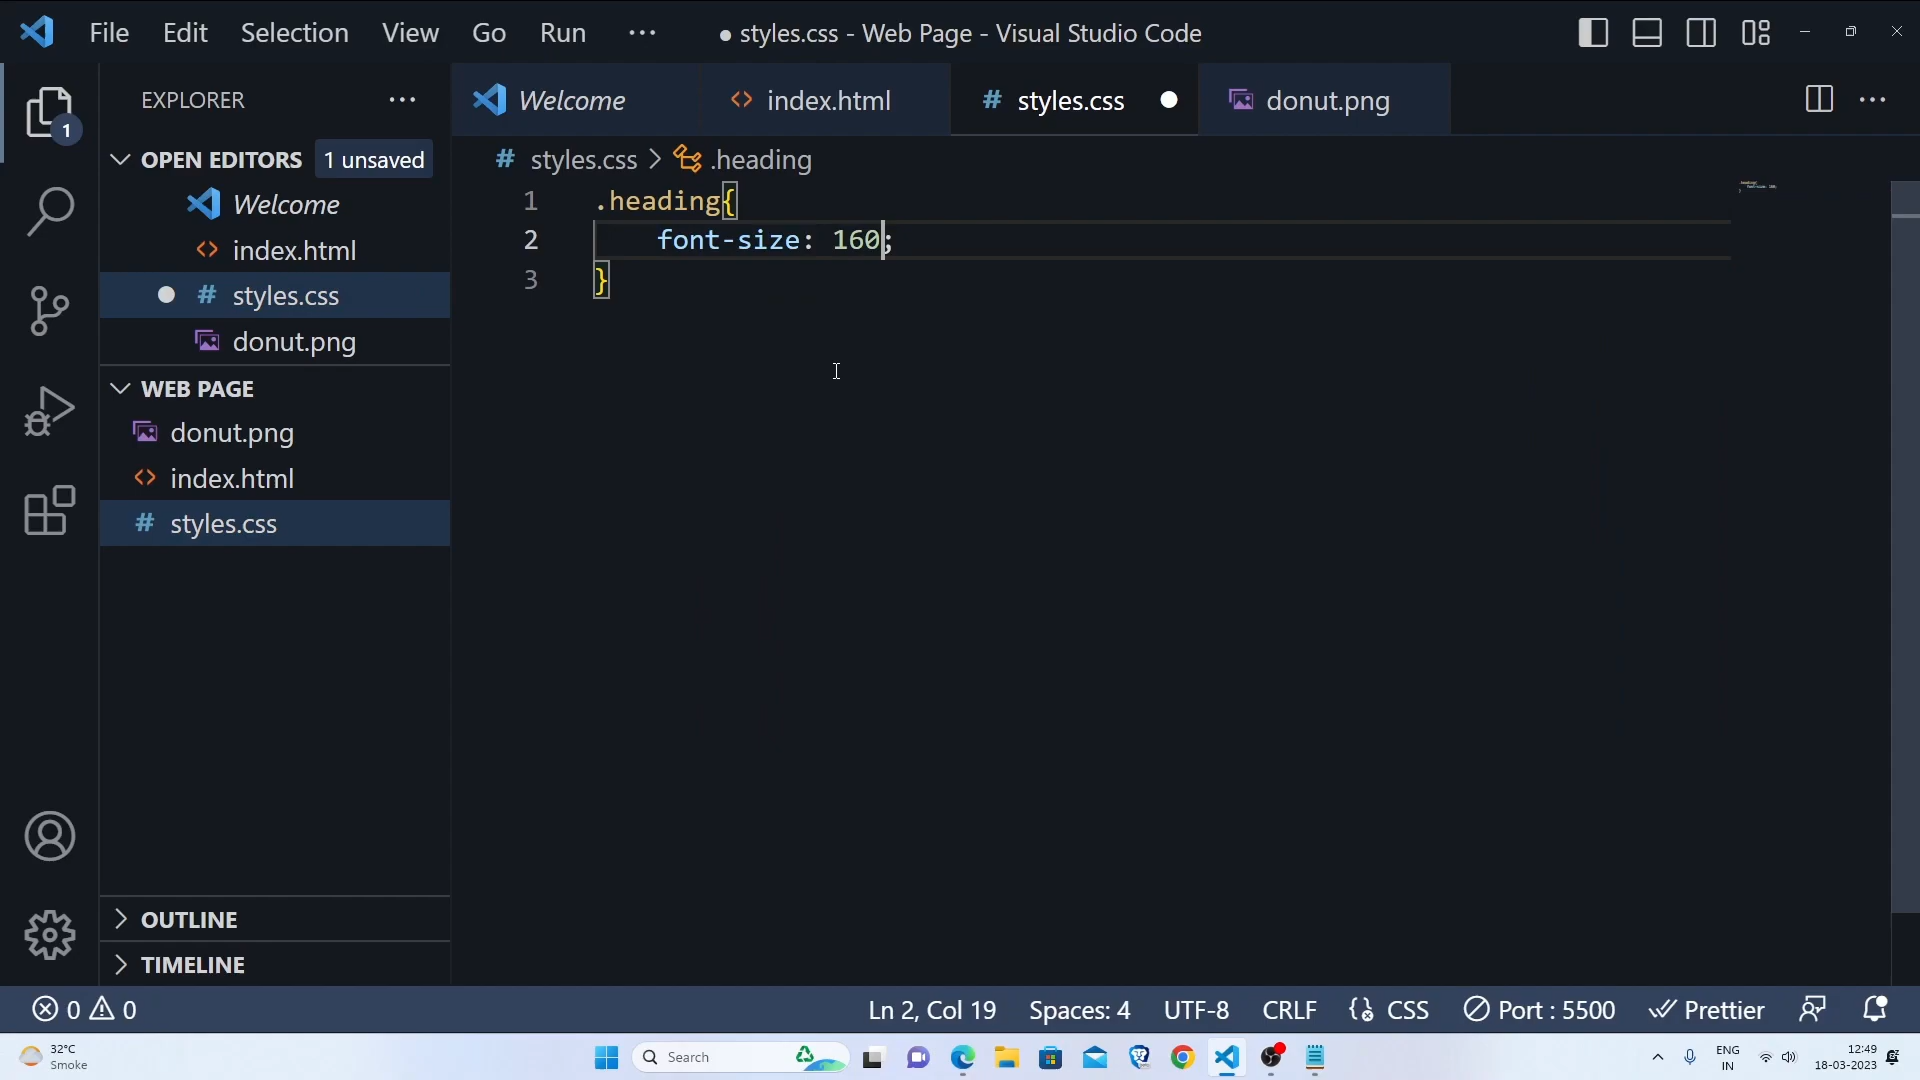 File Edit Selection View Go Run ··· ● styles.css - Web Page - Visual Studio Code
EXPLORER ···
Welcome
<> index.html
# styles.css ●
donut.png
···
1
OPEN EDITORS 1 unsaved
Welcome
<> index.html
● # styles.css
donut.png
WEB PAGE
donut.png
<> index.html
# styles.css
OUTLINE
TIMELINE
# styles.css > .heading
1 .heading{
2 font-size: 160;
3 }
0 0 Ln 2, Col 19 Spaces: 4 UTF-8 CRLF {} CSS Port : 5500 Prettier
32°C
Smoke
Search
ENG
IN
12:49
18-03-2023